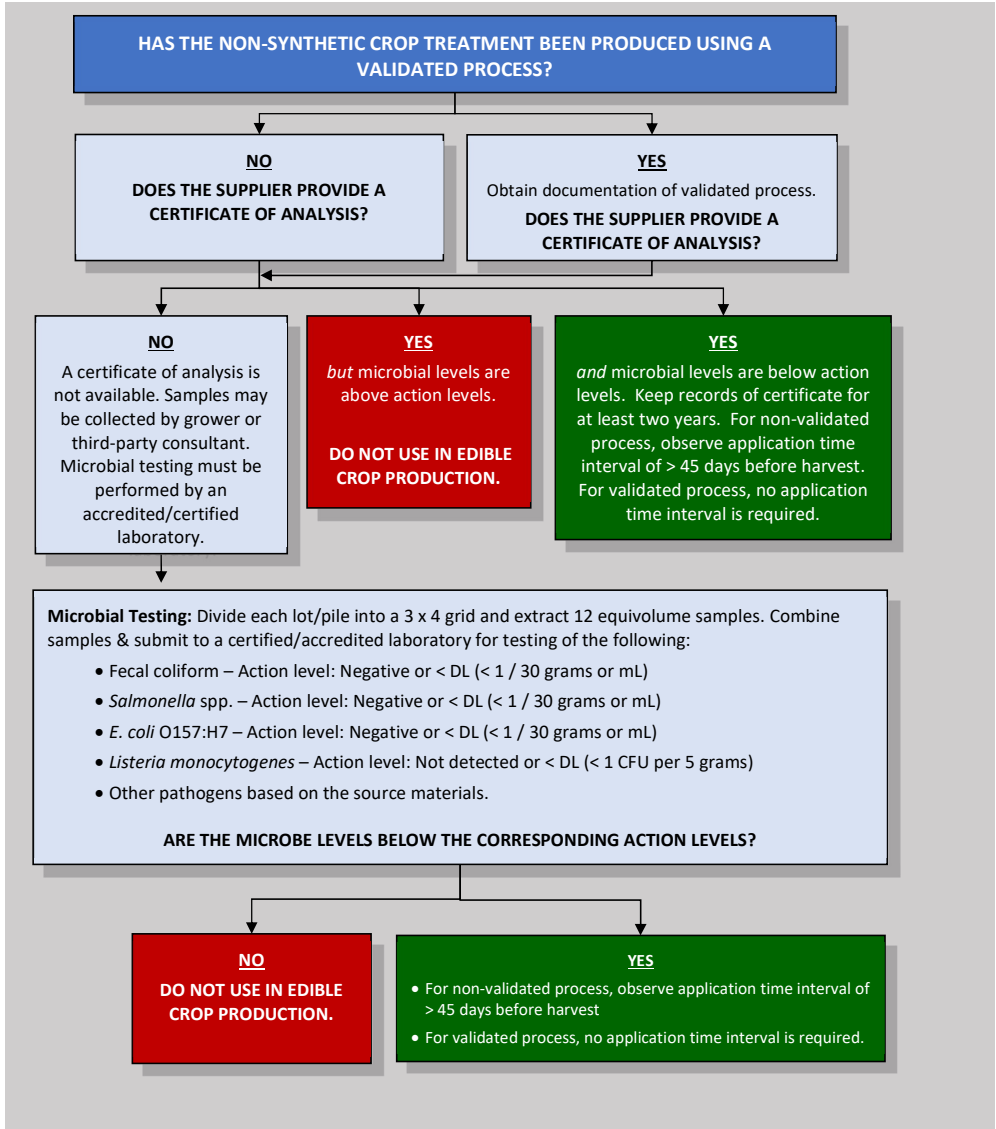 HAS THE NON-SYNTHETIC CROP TREATMENT BEEN PRODUCED USING A
VALIDATED PROCESS?
NO
DOES THE SUPPLIER PROVIDE A
CERTIFICATE OF ANALYSIS?
YES
Obtain documentation of validated process.
DOES THE SUPPLIER PROVIDE A
CERTIFICATE OF ANALYSIS?
NO
A certificate of analysis is
not available. Samples may
be collected by grower or
third-party consultant.
Microbial testing must be
performed by an
accredited/certified
laboratory.
YES
but microbial levels are
above action levels.
DO NOT USE IN EDIBLE
CROP PRODUCTION.
YES
and microbial levels are below action
levels. Keep records of certificate for
at least two years. For non-validated
process, observe application time
interval of > 45 days before harvest.
For validated process, no application
time interval is required.
Microbial Testing: Divide each lot/pile into a 3 x 4 grid and extract 12 equivolume samples. Combine
samples & submit to a certified/accredited laboratory for testing of the following:
• Fecal coliform – Action level: Negative or < DL (< 1 / 30 grams or mL)
• Salmonella spp. – Action level: Negative or < DL (< 1 / 30 grams or mL)
• E. coli O157:H7 – Action level: Negative or < DL (< 1 / 30 grams or mL)
• Listeria monocytogenes – Action level: Not detected or < DL (< 1 CFU per 5 grams)
• Other pathogens based on the source materials.
ARE THE MICROBE LEVELS BELOW THE CORRESPONDING ACTION LEVELS?
NO
DO NOT USE IN EDIBLE
CROP PRODUCTION.
YES
• For non-validated process, observe application time interval of
> 45 days before harvest
• For validated process, no application time interval is required.